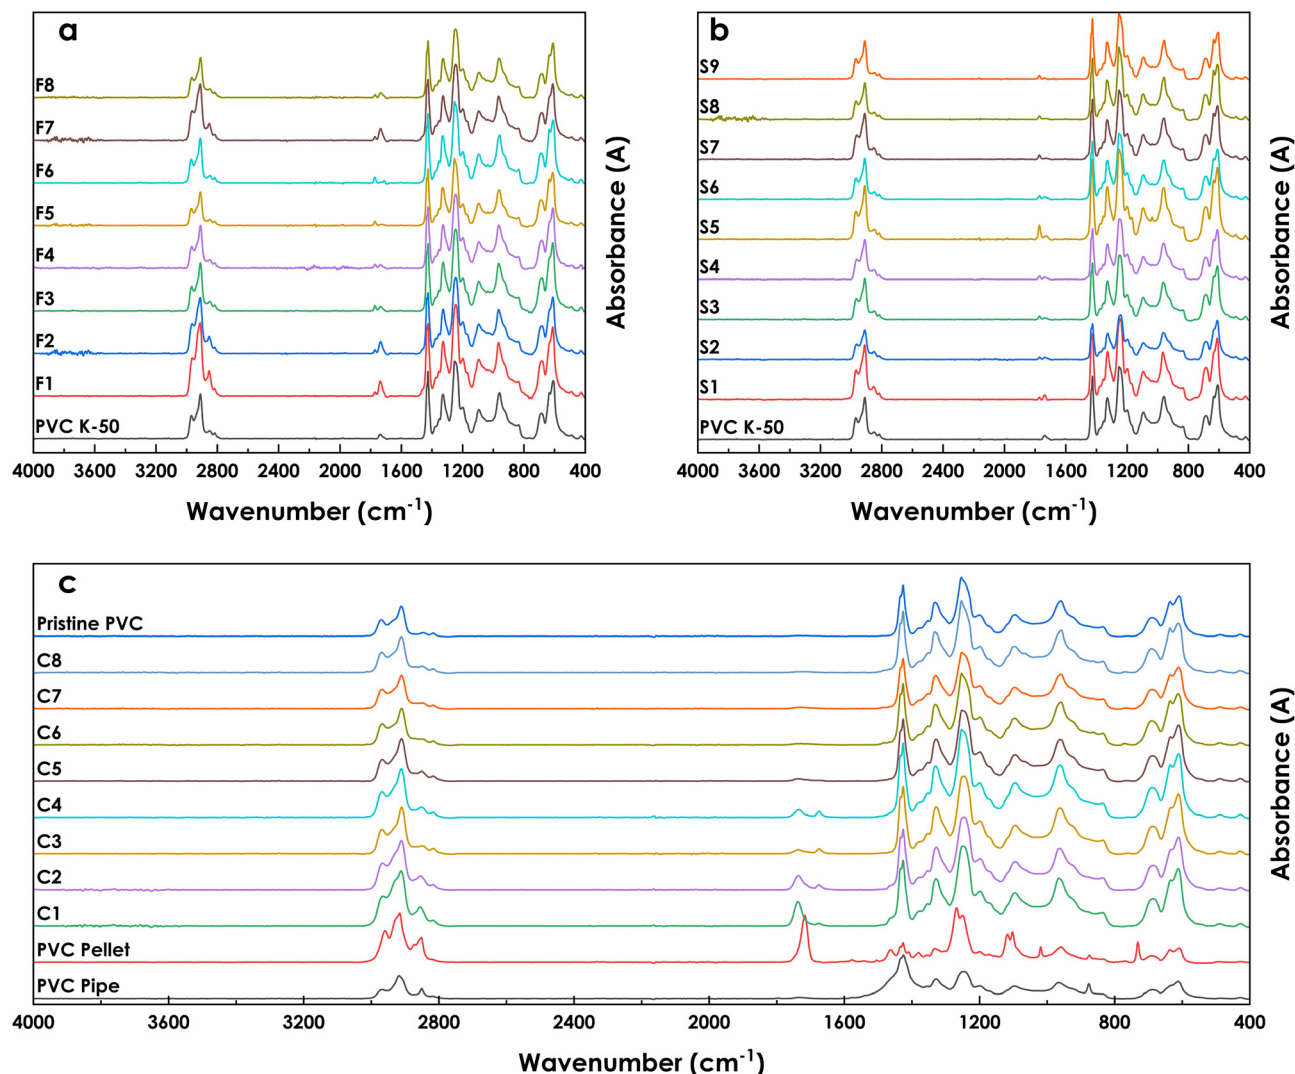 a
F8
F7
F6
F5
F4
F3
F2
F1
PVC K-50
4000 3600 3200 2800 2400 2000 1600 1200 800 400
Wavenumber (cm⁻¹)
Absorbance (A)
b
S9
S8
S7
S6
S5
S4
S3
S2
S1
PVC K-50
4000 3600 3200 2800 2400 2000 1600 1200 800 400
Wavenumber (cm⁻¹)
Absorbance (A)
c
Pristine PVC
C8
C7
C6
C5
C4
C3
C2
C1
PVC Pellet
PVC Pipe
4000 3600 3200 2800 2400 2000 1600 1200 800 400
Wavenumber (cm⁻¹)
Absorbance (A)